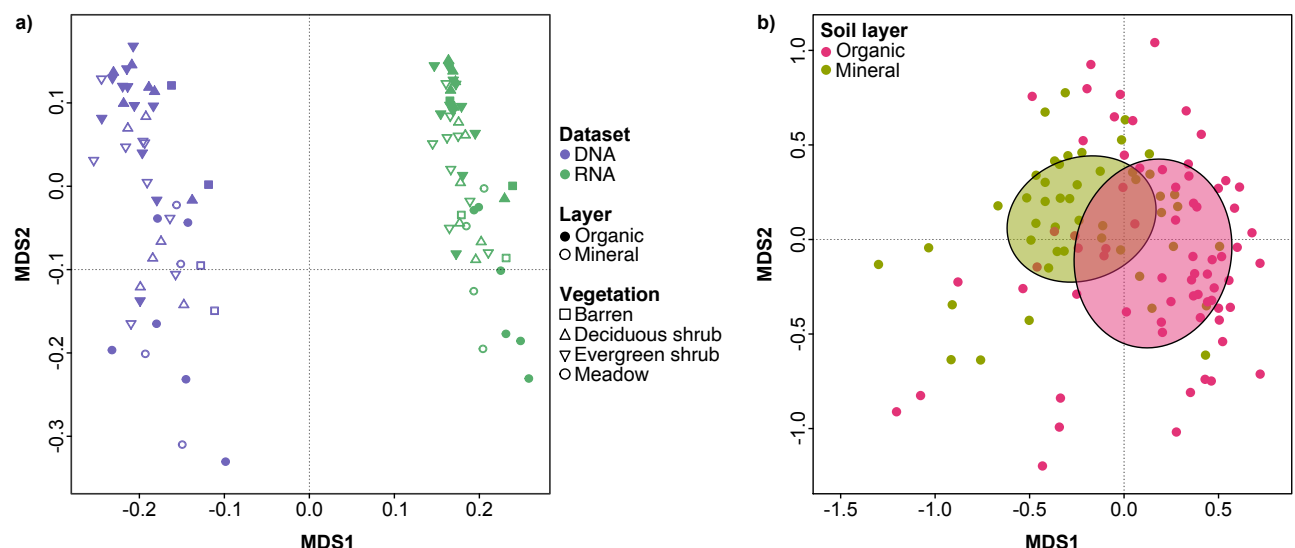 a)
MDS2
0.1
0.0
-0.1
-0.2
-0.3
-0.2
-0.1
0.0
0.1
0.2
MDS1
Dataset
DNA
RNA
Layer
Organic
Mineral
Vegetation
Barren
Deciduous shrub
Evergreen shrub
Meadow
b)
Soil layer
Organic
Mineral
MDS2
1.0
0.5
0.0
-0.5
-1.0
-1.5
-1.0
-0.5
0.0
0.5
MDS1